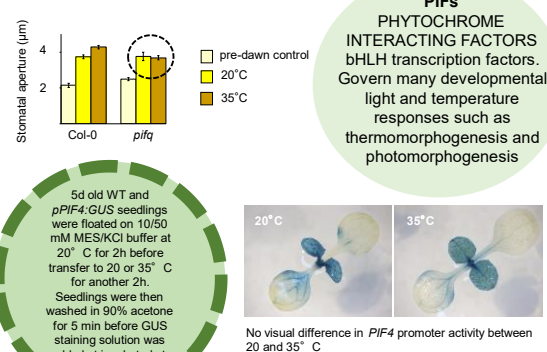 Stomatal aperture (µm)
4
2
Col-0
pifq
pre-dawn control
20°C
35°C
PIFs
PHYTOCHROME
INTERACTING FACTORS
bHLH transcription factors.
Govern many developmental
light and temperature
responses such as
thermomorphogenesis and
photomorphogenesis
5d old WT and
pPIF4:GUS seedlings
were floated on 10/50
mM MES/KCl buffer at
20° C for 2h before
transfer to 20 or 35° C
for another 2h.
Seedlings were then
washed in 90% acetone
for 5 min before GUS
staining solution was
20°C
35°C
No visual difference in PIF4 promoter activity between
20 and 35° C